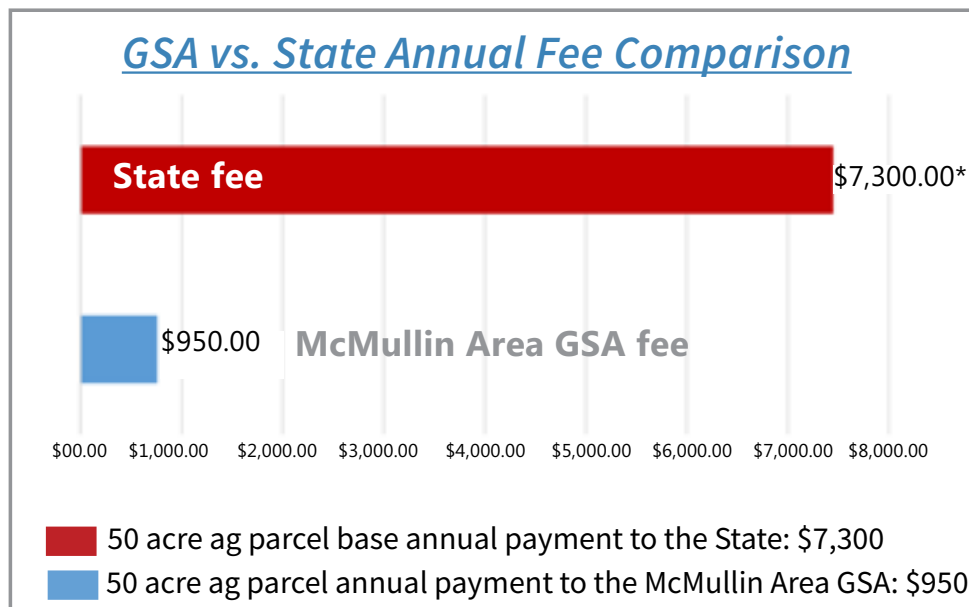 GSA vs. State Annual Fee Comparison
State fee
$7,300.00*
$950.00
McMullin Area GSA fee
$00.00 $1,000.00 $2,000.00 $3,000.00 $4,000.00 $5,000.00 $6,000.00 $7,000.00 $8,000.00
50 acre ag parcel base annual payment to the State: $7,300
50 acre ag parcel annual payment to the McMullin Area GSA: $950